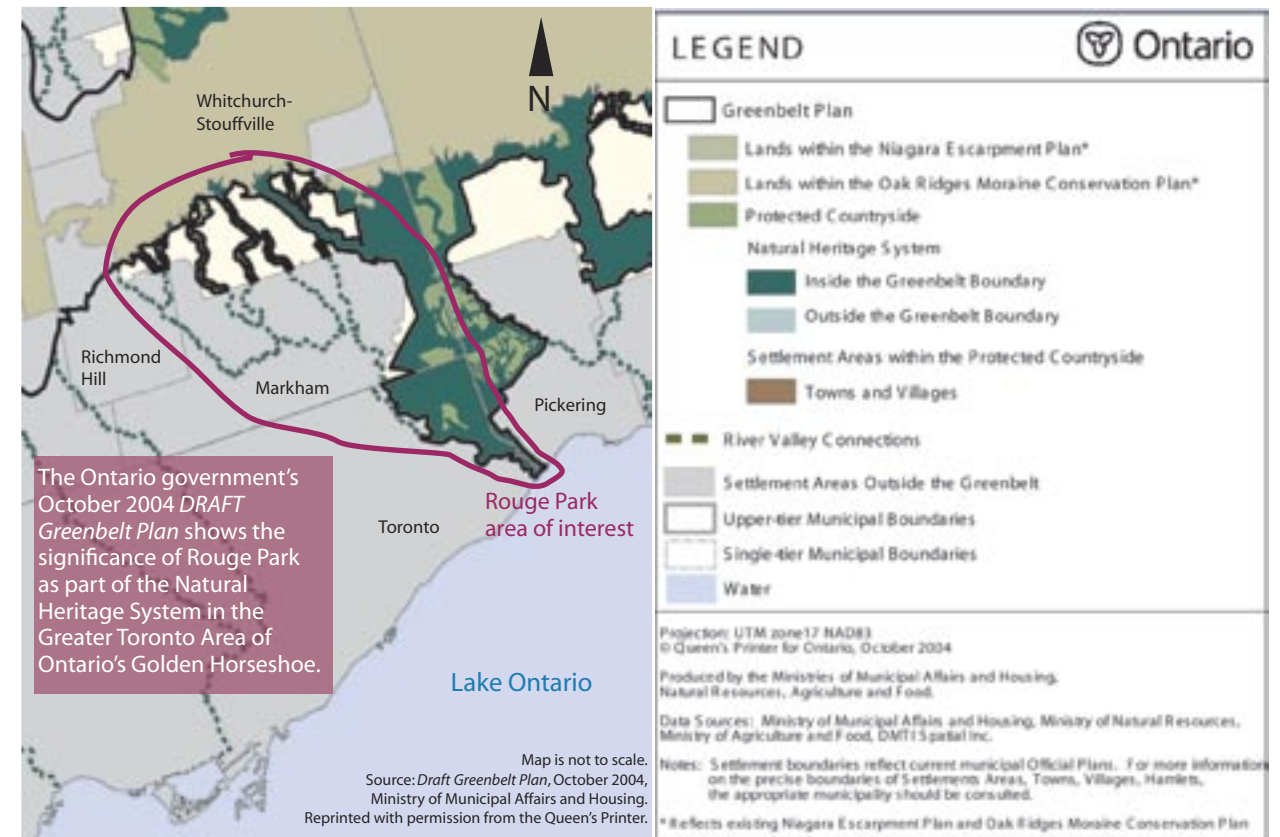 Whitchurch-
Stouffville
N
Richmond
Hill
Markham
Pickering
Toronto
Rouge Park
area of interest
The Ontario government's
October 2004 DRAFT
Greenbelt Plan shows the
significance of Rouge Park
as part of the Natural
Heritage System in the
Greater Toronto Area of
Ontario's Golden Horseshoe.
Lake Ontario
Map is not to scale.
Source: Draft Greenbelt Plan, October 2004,
Ministry of Municipal Affairs and Housing.
Reprinted with permission from the Queen's Printer.
LEGEND
Ontario
Greenbelt Plan
Lands within the Niagara Escarpment Plan*
Lands within the Oak Ridges Moraine Conservation Plan*
Protected Countryside
Natural Heritage System
Inside the Greenbelt Boundary
Outside the Greenbelt Boundary
Settlement Areas within the Protected Countryside
Towns and Villages
River Valley Connections
Settlement Areas Outside the Greenbelt
Upper-tier Municipal Boundaries
Single-tier Municipal Boundaries
Water
Projection: UTM zone17 NAD83
© Queen's Printer for Ontario, October 2004
Produced by the Ministries of Municipal Affairs and Housing,
Natural Resources, Agriculture and Food.
Data Sources: Ministry of Municipal Affairs and Housing, Ministry of Natural Resources,
Ministry of Agriculture and Food, DMTI Spatial Inc.
Notes: Settlement boundaries reflect current municipal Official Plans. For more information
on the precise boundaries of Settlements Areas, Towns, Villages, Hamlets,
the appropriate municipality should be consulted.
* Reflects existing Niagara Escarpment Plan and Oak Ridges Moraine Conservation Plan